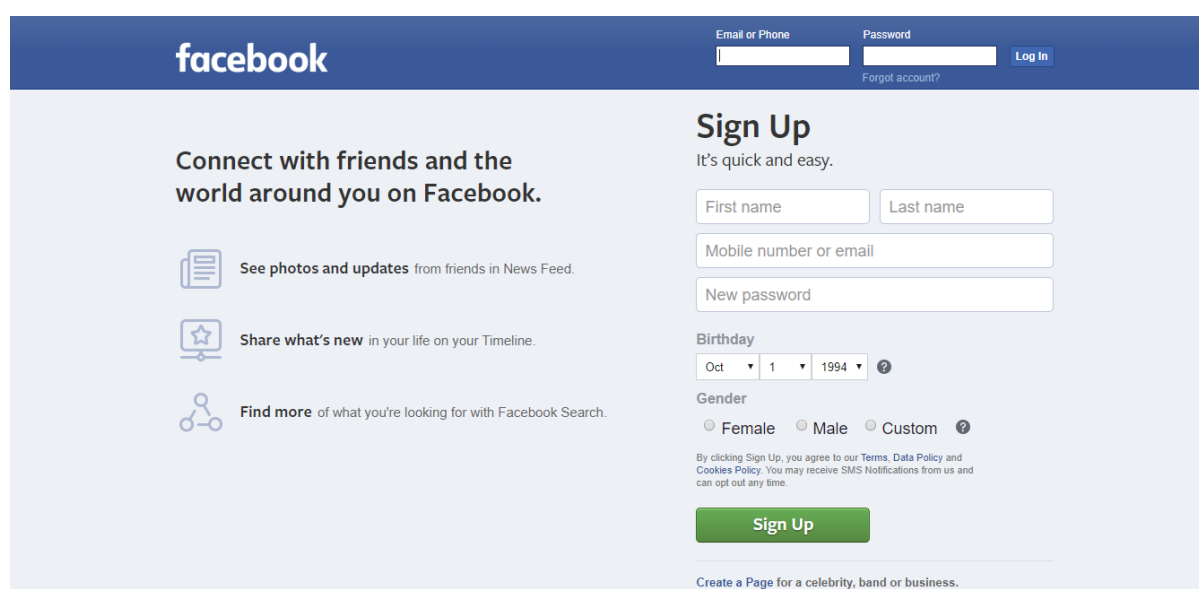 facebook
Email or Phone
Password
Log In
Forgot account?
Connect with friends and the
world around you on Facebook.
See photos and updates from friends in News Feed.
Share what's new in your life on your Timeline.
Find more of what you're looking for with Facebook Search.
Sign Up
It's quick and easy.
First name Last name
Mobile number or email
New password
Birthday
Oct 1 1994 ?
Gender
Female Male Custom ?
By clicking Sign Up, you agree to our Terms, Data Policy and
Cookies Policy. You may receive SMS Notifications from us and
can opt out any time.
Sign Up
Create a Page for a celebrity, band or business.